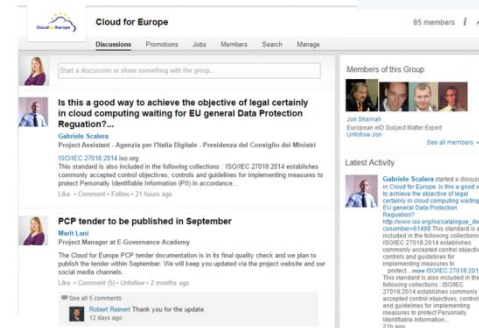 Cloud for Europe
Cloud for Europe
85 members
Discussions Promotions Jobs Members Search Manage
Start a discussion or share something with the group...
Is this a good way to achieve the objective of legal certainly
in cloud computing waiting for EU general Data Protection
Reguation?...
Gabriele Scalera
Project Assistant - Agenzia per l'Italia Digitale - Presidenza del Consiglio dei Ministri
ISO/IEC 27018:2014 iso.org
This standard is also included in the following collections : ISO/IEC 27018:2014 establishes
commonly accepted control objectives, controls and guidelines for implementing measures to
protect Personally Identifiable Information (PII) in accordance...
Like • Comment • Follow • 21 hours ago
PCP tender to be published in September
Marit Lani
Project Manager at E-Governance Academy
The Cloud for Europe PCP tender documentation is in its final quality check and we plan to
publish the tender within September. We will keep you updated via the project website and our
social media channels.
Like • Comment (5) • Unfollow • 2 months ago
See all 5 comments
Robert Reinert Thank you for the update.
12 days ago
Members of this Group
Jon Shamah
European eID Subject Matter Expert
Unfollow Jon
See all members
Latest Activity
Gabriele Scalera started a discuss
in Cloud for Europe: Is this a good w
to achieve the objective of legal
certainly in cloud computing waiting
EU general Data Protection
Reguation?
This standard is a
included in the following collections
ISO/IEC 27018:2014 establishes
commonly accepted control objectiv
controls and guidelines for
implementing measures to
protect... more ISO/IEC 27018:201
This standard is also included in the
following collections : ISO/IEC
27018:2014 establishes commonly
accepted control objectives, control
and guidelines for implementing
measures to protect Personally
Identifiable Information...
21h ago